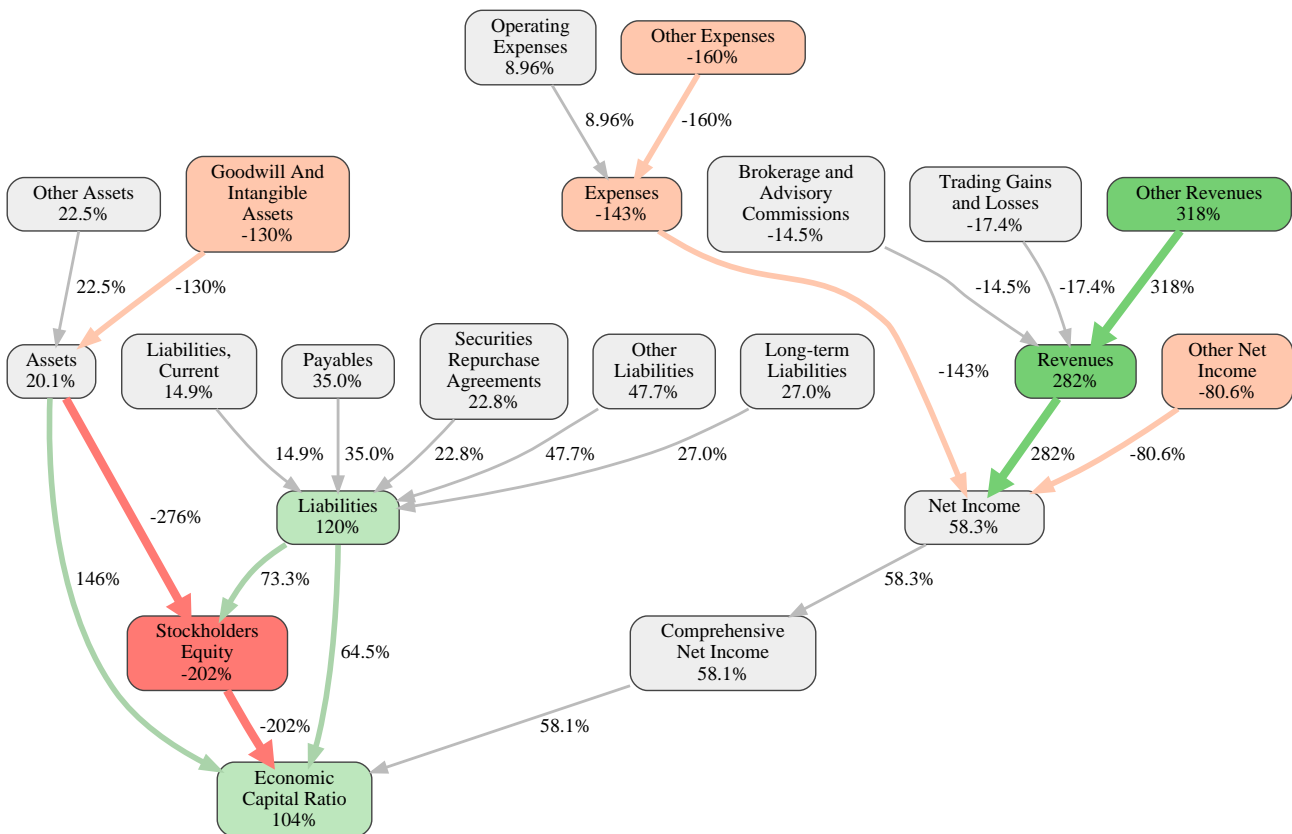 Operating
Expenses
8.96%
Other Expenses
-160%
8.96%
-160%
Other Assets
22.5%
Goodwill And
Intangible
Assets
-130%
Expenses
-143%
Brokerage and
Advisory
Commissions
-14.5%
Trading Gains
and Losses
-17.4%
Other Revenues
318%
22.5%
-130%
-14.5%
-17.4%
318%
Assets
20.1%
Liabilities,
Current
14.9%
Payables
35.0%
Securities
Repurchase
Agreements
22.8%
Other
Liabilities
47.7%
Long-term
Liabilities
27.0%
-143%
Revenues
282%
Other Net
Income
-80.6%
14.9%
35.0%
22.8%
47.7%
27.0%
282%
-80.6%
-276%
Liabilities
120%
Net Income
58.3%
146%
73.3%
58.3%
Stockholders
Equity
-202%
64.5%
Comprehensive
Net Income
58.1%
-202%
58.1%
Economic
Capital Ratio
104%